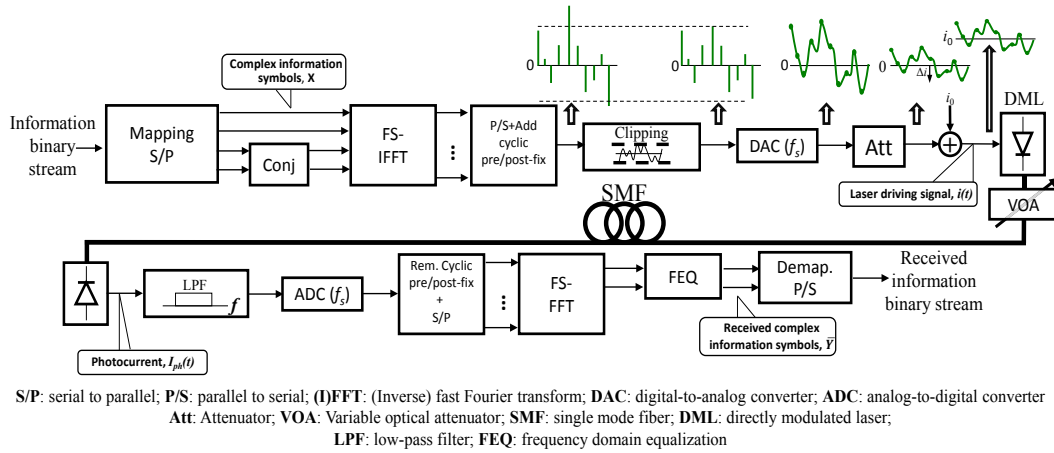 Information
binary
stream
Mapping
S/P
Complex information
symbols, X
Conj
FS-
IFFT
P/S+Add
cyclic
pre/post-fix
0
0
Clipping
0
DAC (fs)
0
Δi
Att
i0
i0
Laser driving signal, i(t)
DML
VOA
SMF
Photocurrent, Iph(t)
LPF
f
ADC (fs)
Rem. Cyclic
pre/post-fix
+
S/P
FS-
FFT
FEQ
Received complex
information symbols, Ȳ
Demap.
P/S
Received
information
binary stream
S/P: serial to parallel; P/S: parallel to serial; (I)FFT: (Inverse) fast Fourier transform; DAC: digital-to-analog converter; ADC: analog-to-digital converter
Att: Attenuator; VOA: Variable optical attenuator; SMF: single mode fiber; DML: directly modulated laser;
LPF: low-pass filter; FEQ: frequency domain equalization